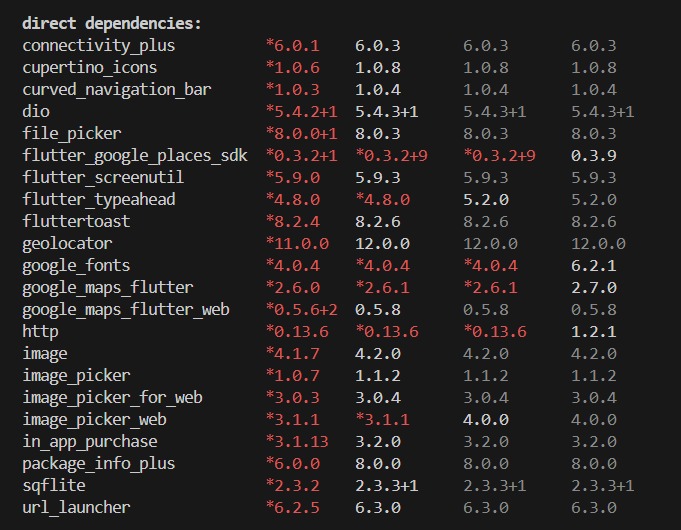 direct dependencies:
connectivity_plus *6.0.1 6.0.3 6.0.3 6.0.3
cupertino_icons *1.0.6 1.0.8 1.0.8 1.0.8
curved_navigation_bar *1.0.3 1.0.4 1.0.4 1.0.4
dio *5.4.2+1 5.4.3+1 5.4.3+1 5.4.3+1
file_picker *8.0.0+1 8.0.3 8.0.3 8.0.3
flutter_google_places_sdk *0.3.2+1 *0.3.2+9 *0.3.2+9 0.3.9
flutter_screenutil *5.9.0 5.9.3 5.9.3 5.9.3
flutter_typeahead *4.8.0 *4.8.0 5.2.0 5.2.0
fluttertoast *8.2.4 8.2.6 8.2.6 8.2.6
geolocator *11.0.0 12.0.0 12.0.0 12.0.0
google_fonts *4.0.4 *4.0.4 *4.0.4 6.2.1
google_maps_flutter *2.6.0 *2.6.1 *2.6.1 2.7.0
google_maps_flutter_web *0.5.6+2 0.5.8 0.5.8 0.5.8
http *0.13.6 *0.13.6 *0.13.6 1.2.1
image *4.1.7 4.2.0 4.2.0 4.2.0
image_picker *1.0.7 1.1.2 1.1.2 1.1.2
image_picker_for_web *3.0.3 3.0.4 3.0.4 3.0.4
image_picker_web *3.1.1 *3.1.1 4.0.0 4.0.0
in_app_purchase *3.1.13 3.2.0 3.2.0 3.2.0
package_info_plus *6.0.0 8.0.0 8.0.0 8.0.0
sqflite *2.3.2 2.3.3+1 2.3.3+1 2.3.3+1
url_launcher *6.2.5 6.3.0 6.3.0 6.3.0